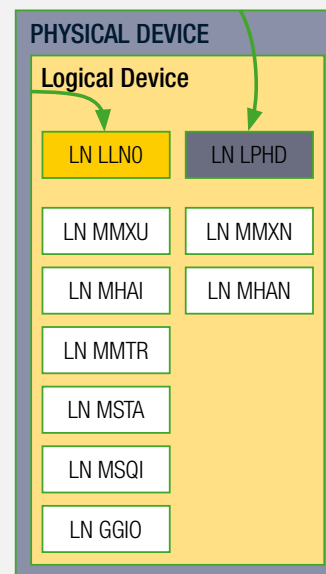 PHYSICAL DEVICE
Logical Device
LN LLN0
LN LPHD
LN MMXU
LN MMXN
LN MHAI
LN MHAN
LN MMTR
LN MSTA
LN MSQI
LN GGIO